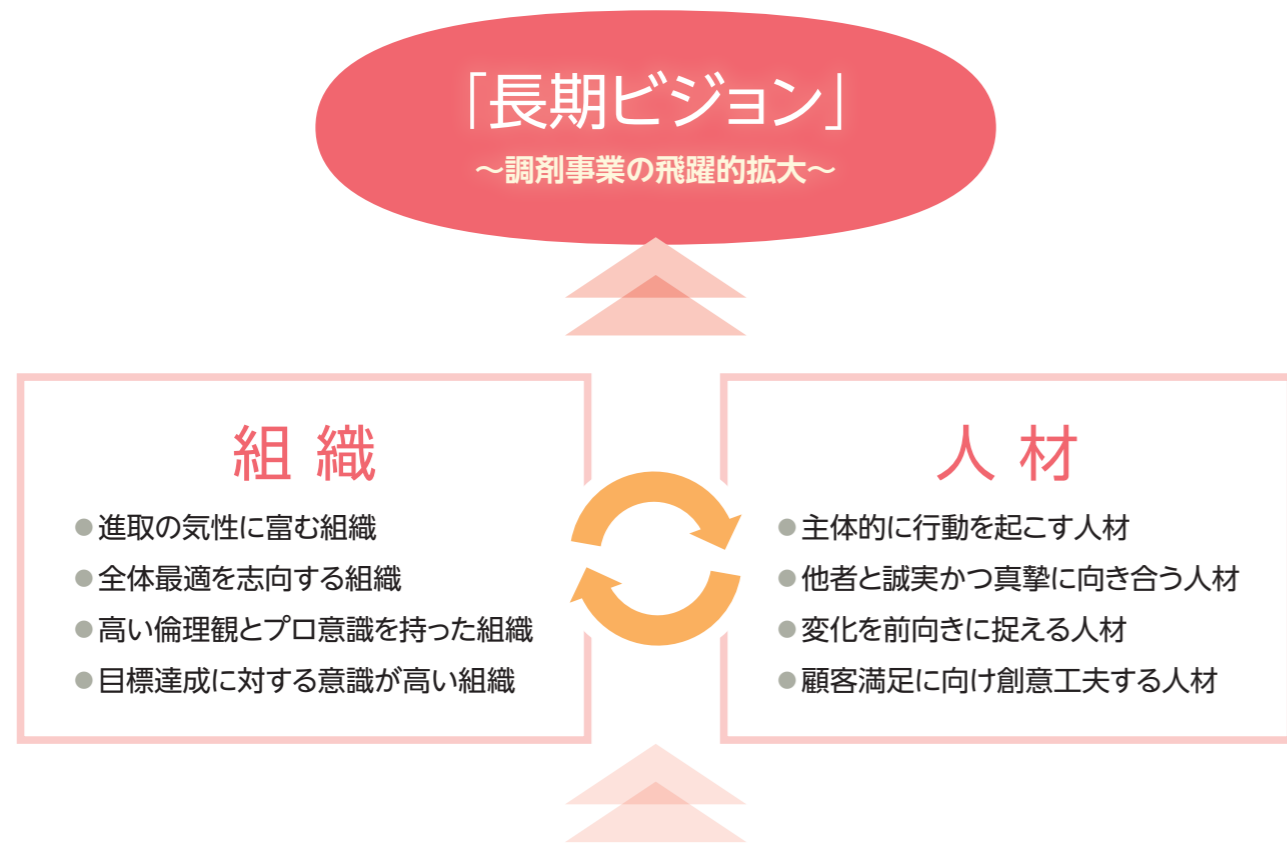 「長期ビジョン」
～調剤事業の飛躍的拡大～
組織
●進取の気性に富む組織
●全体最適を志向する組織
●高い倫理観とプロ意識を持った組織
●目標達成に対する意識が高い組織
人材
●主体的に行動を起こす人材
●他者と誠実かつ真摯に向き合う人材
●変化を前向きに捉える人材
●顧客満足に向け創意工夫する人材